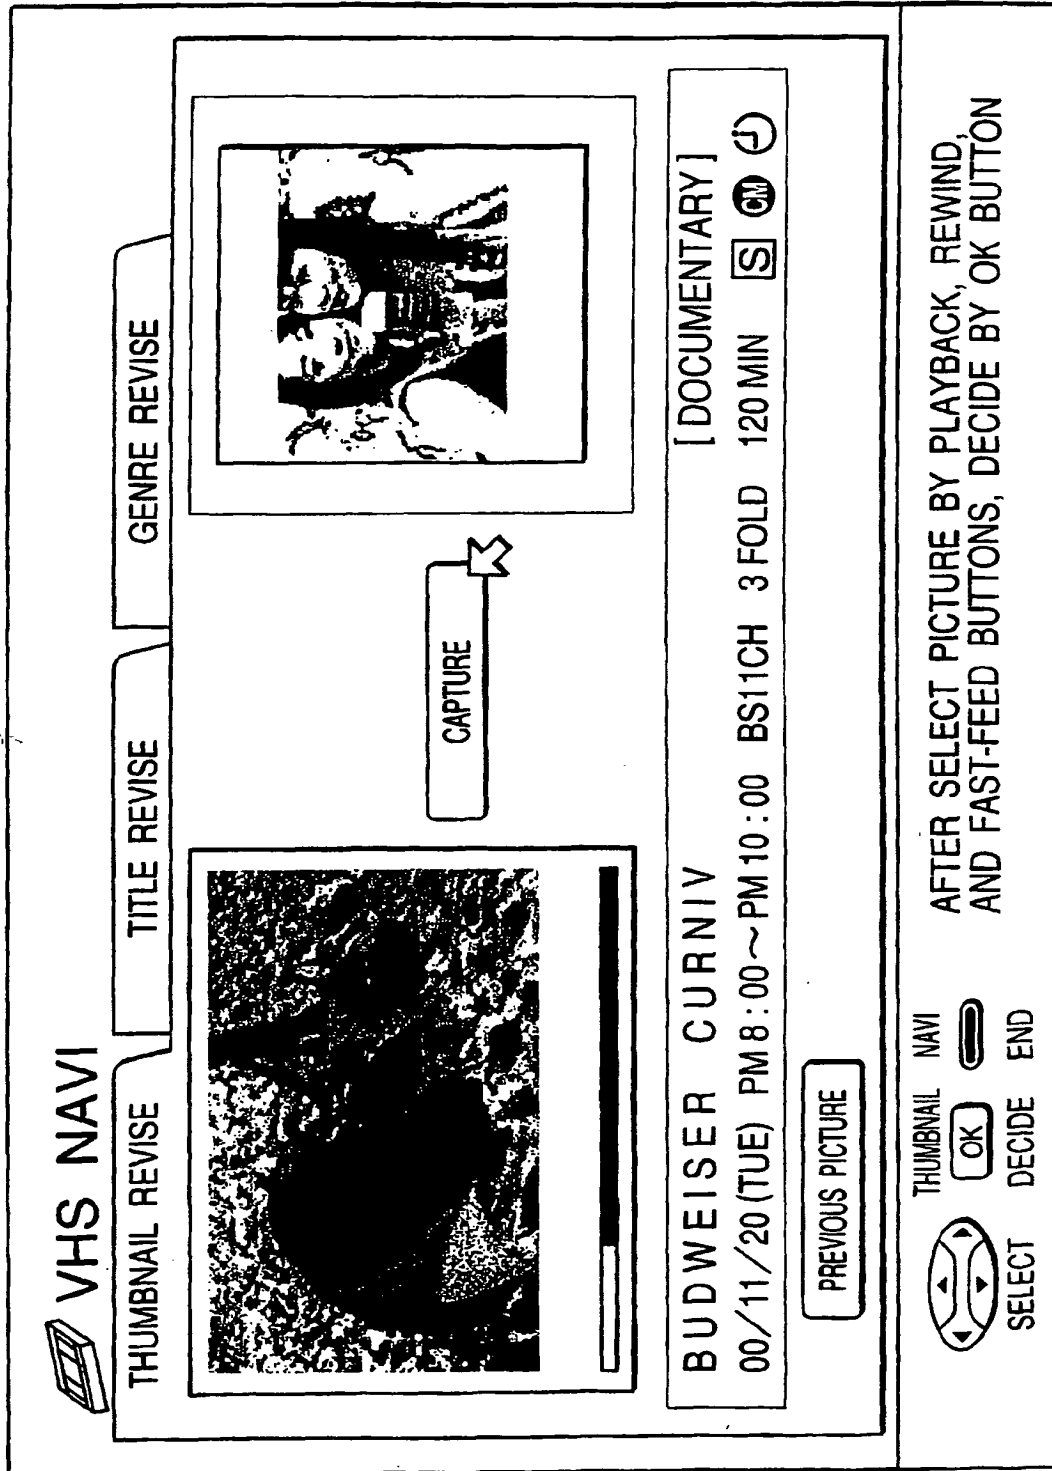 VHS NAVI
THUMBNAIL REVISE
TITLE REVISE
GENRE REVISE
CAPTURE
BUDWEISER CURNIV
[DOCUMENTARY]
00/11/20 (TUE) PM 8:00~PM 10:00 BS11CH 3 FOLD 120 MIN S CM
PREVIOUS PICTURE
THUMBNAIL NAVI
OK
SELECT DECIDE END
AFTER SELECT PICTURE BY PLAYBACK, REWIND,
AND FAST-FEED BUTTONS, DECIDE BY OK BUTTON